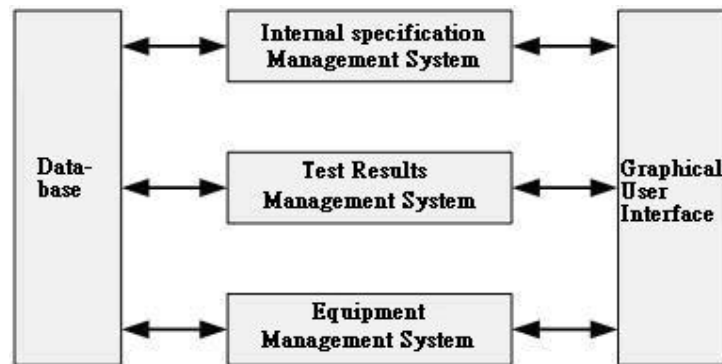 Internal specification
Management System
Data-
base
Test Results
Management System
Graphical
User
Interface
Equipment
Management System